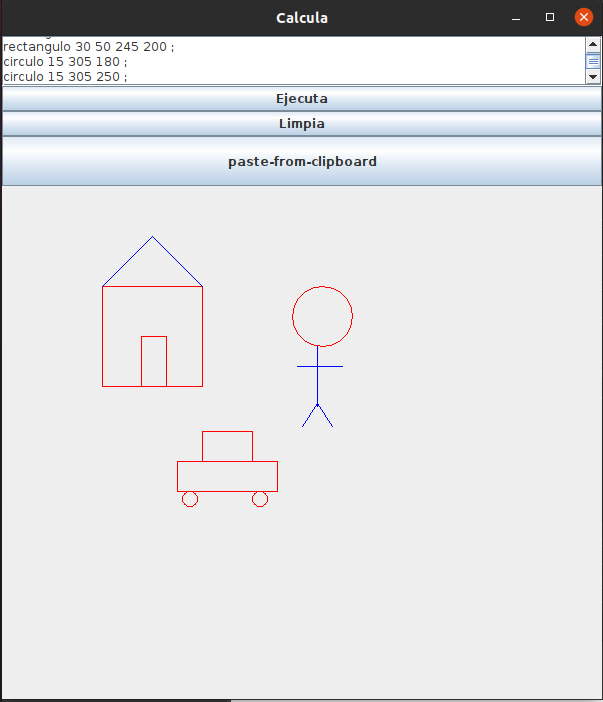 Calcula
rectangulo 30 50 245 200 ;
circulo 15 305 180 ;
circulo 15 305 250 ;
Ejecuta
Limpia
paste-from-clipboard